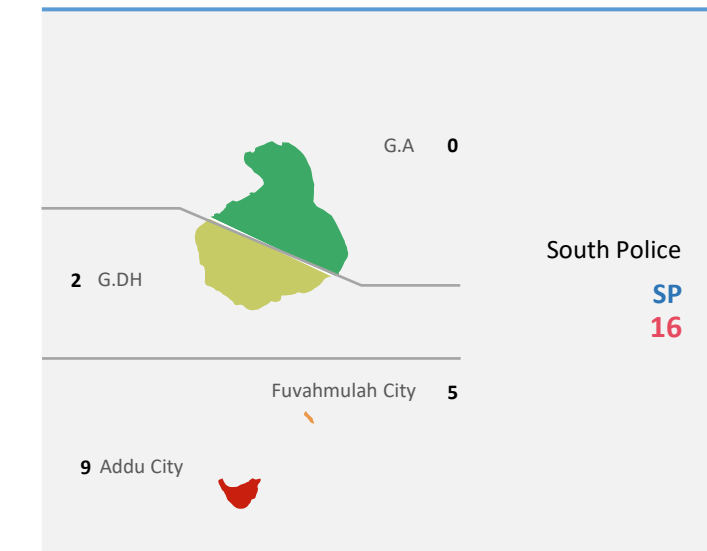 G.A 0
South Police
2 G.DH
SP
16
Fuvahmulah City 5
9 Addu City